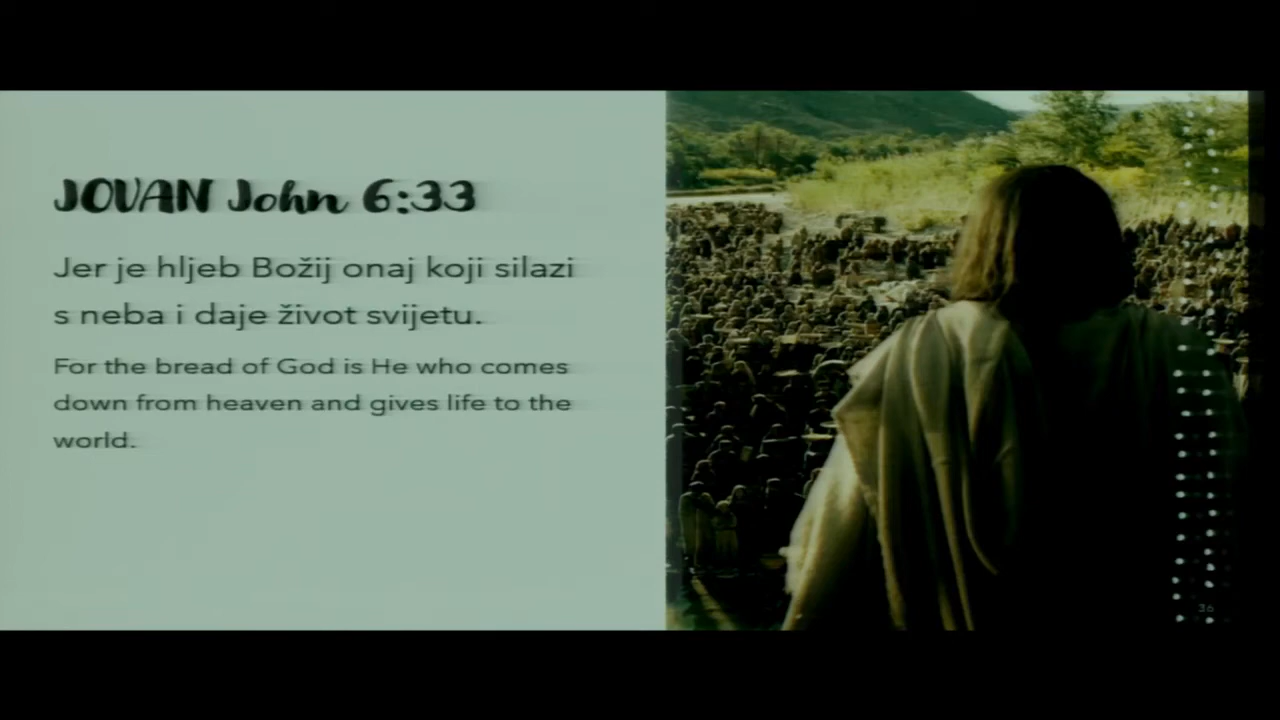 JOVAN John 6:33
Jer je hljeb Božij onaj koji silazi
s neba i daje život svijetu.
For the bread of God is He who comes
down from heaven and gives life to the
world.
36